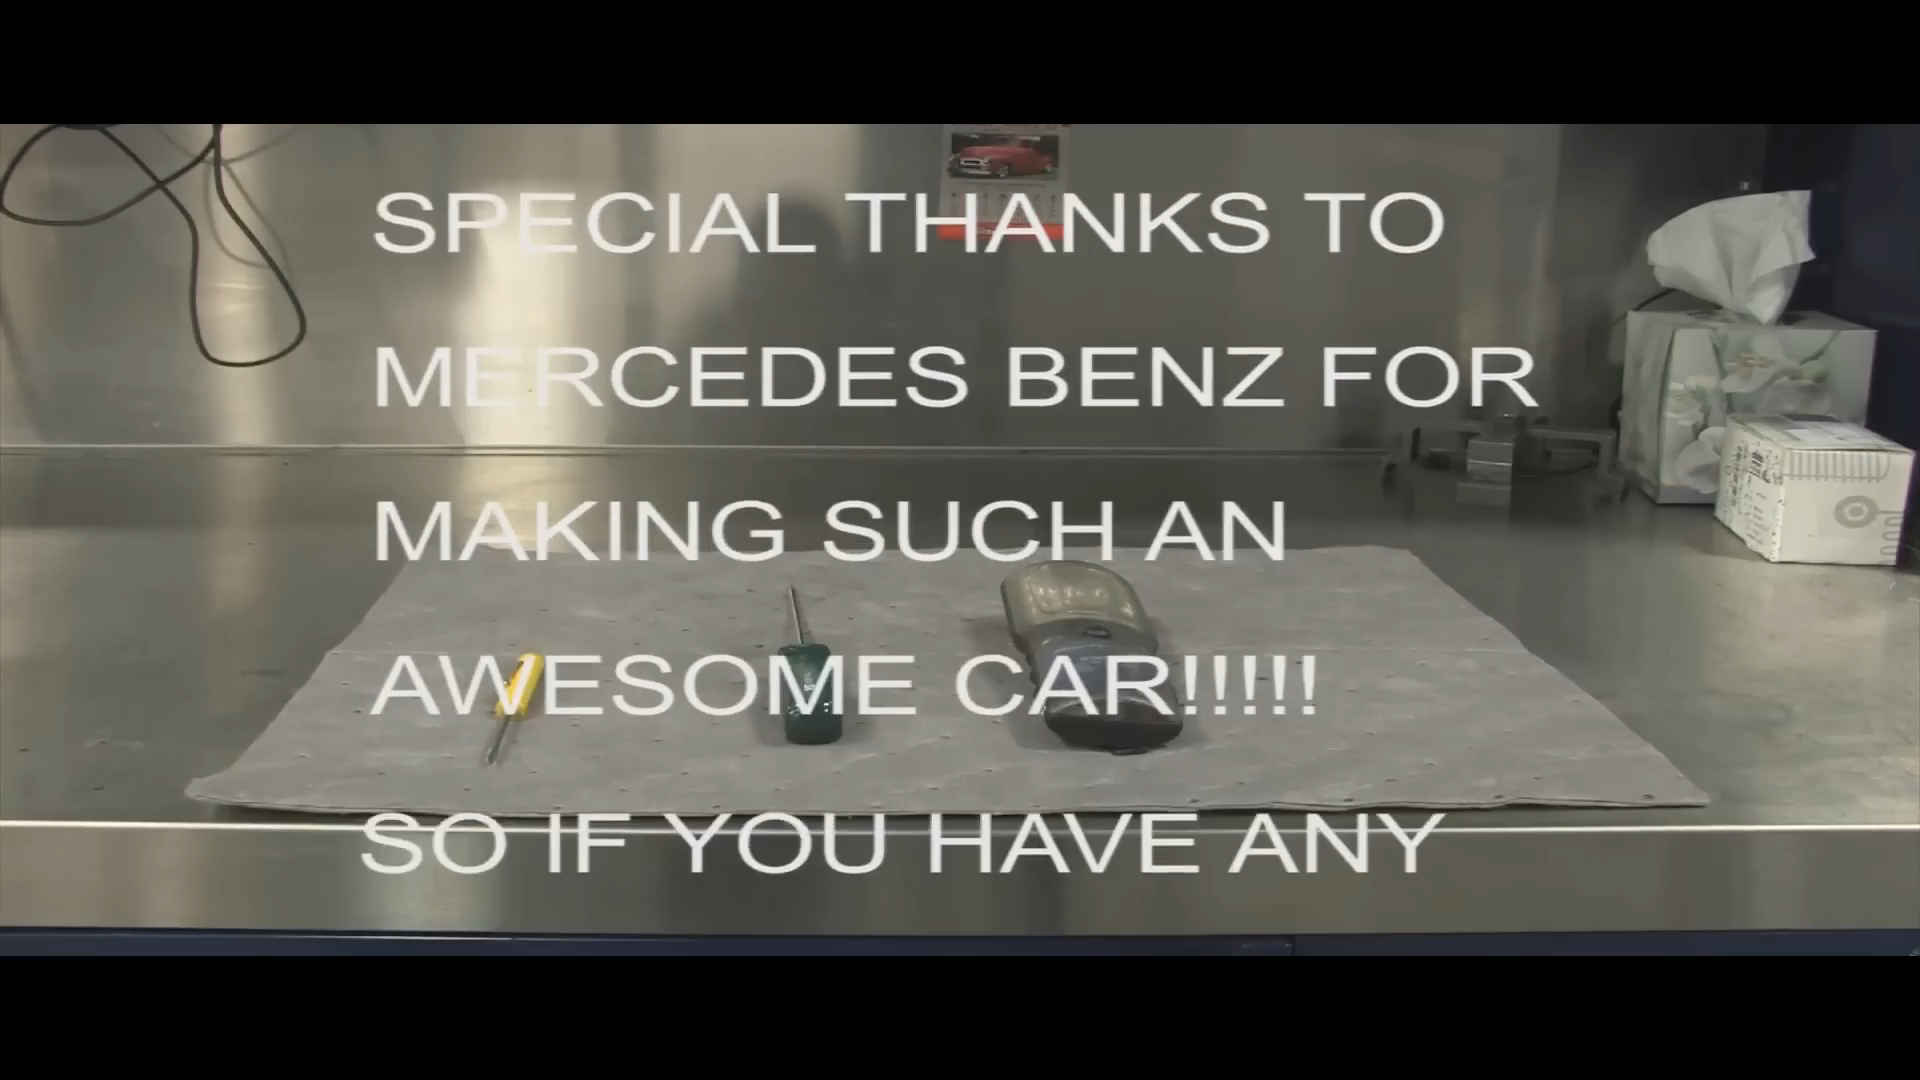 SPECIAL THANKS TO
MERCEDES BENZ FOR
MAKING SUCH AN
AWESOME CAR!!!!!
SO IF YOU HAVE ANY